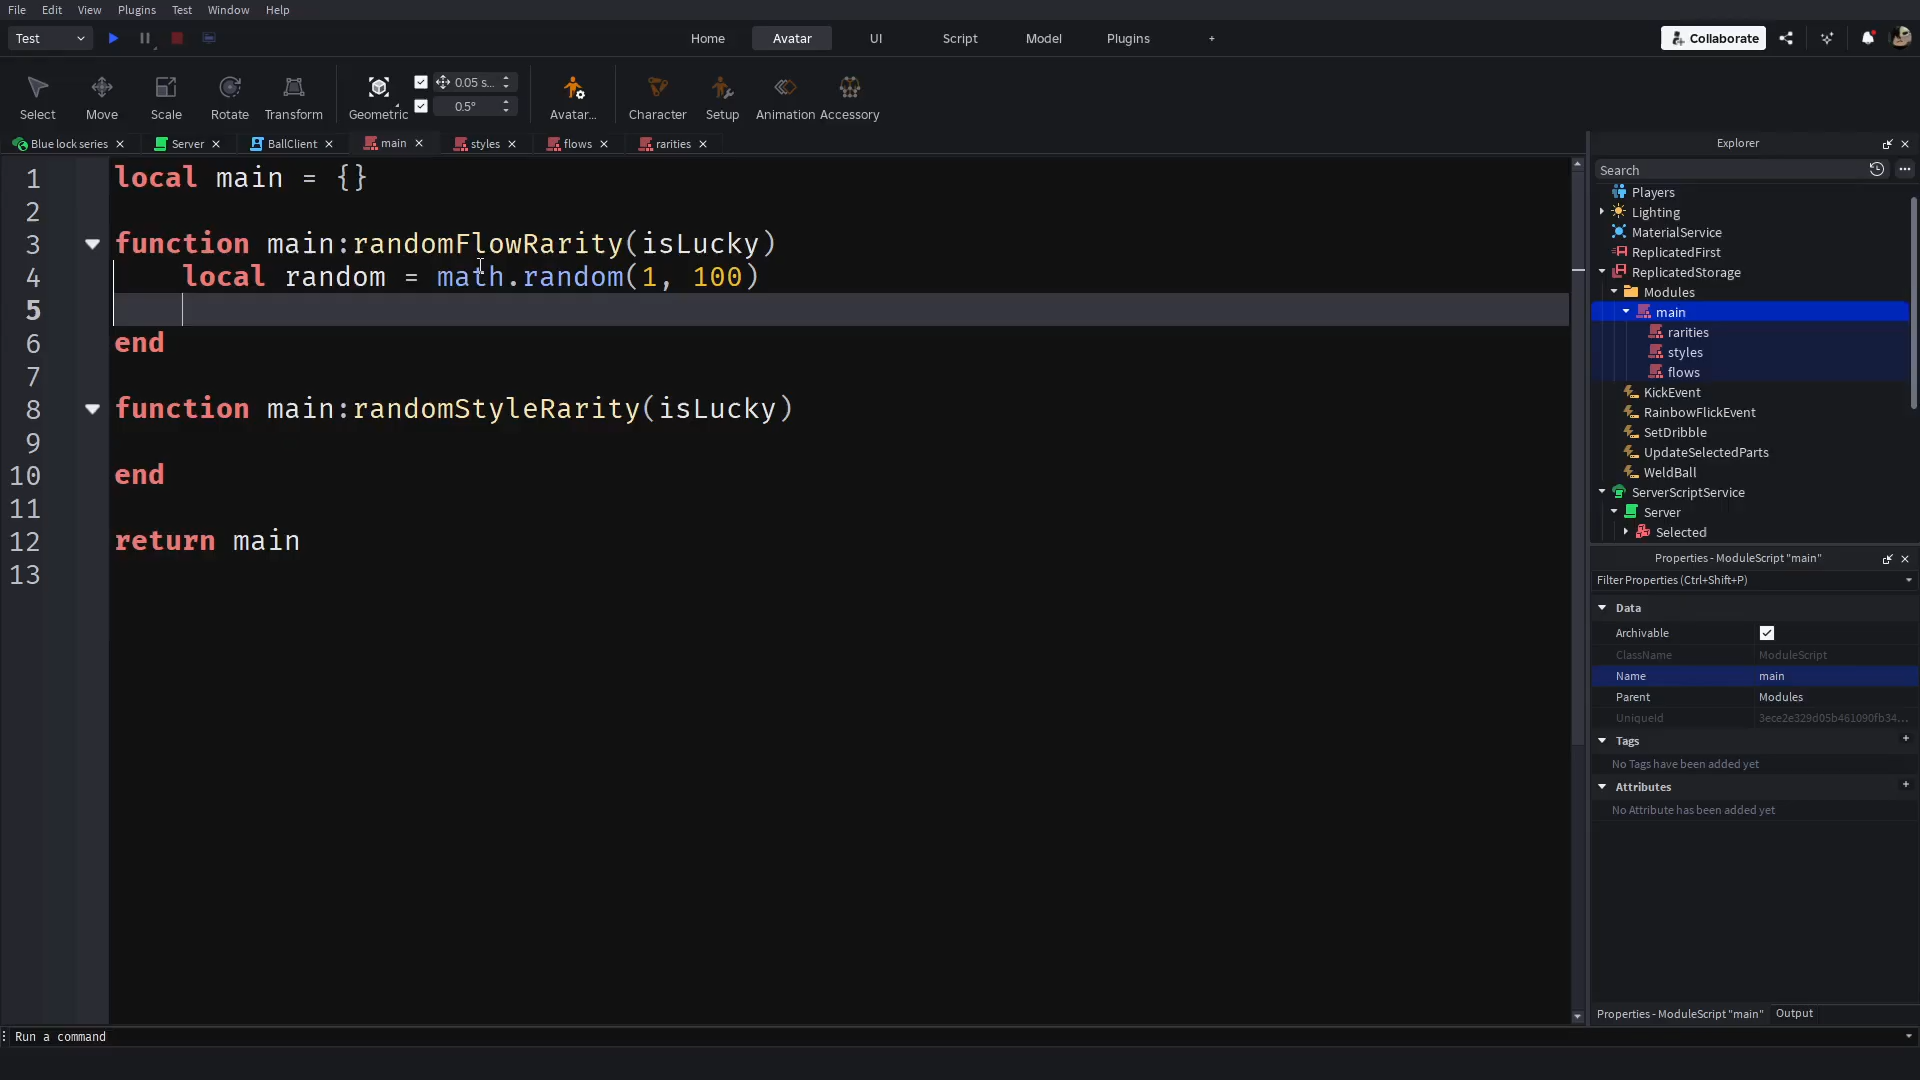 File Edit View Plugins Test Window Help
Test Home Avatar UI Script Model Plugins + Collaborate
0.05 s...
0.5°
Select Move Scale Rotate Transform Geometric Avatar... Character Setup Animation Accessory
Blue lock series Server BallClient main styles flows rarities
1 local main = {}
2
3 function main:randomFlowRarity(isLucky)
4 local random = math.random(1, 100)
5
6 end
7
8 function main:randomStyleRarity(isLucky)
9
10 end
11
12 return main
13
Explorer
Search
Players
Lighting
MaterialService
ReplicatedFirst
ReplicatedStorage
Modules
main
rarities
styles
flows
KickEvent
RainbowFlickEvent
SetDribble
UpdateSelectedParts
WeldBall
ServerScriptService
Server
Selected
Properties - ModuleScript "main"
Filter Properties (Ctrl+Shift+P)
Data
Archivable
ClassName ModuleScript
Name main
Parent Modules
UniqueId 3ece2e329d05b461090fb34...
Tags +
No Tags have been added yet
Attributes +
No Attribute has been added yet
Properties - ModuleScript "main" Output
Run a command